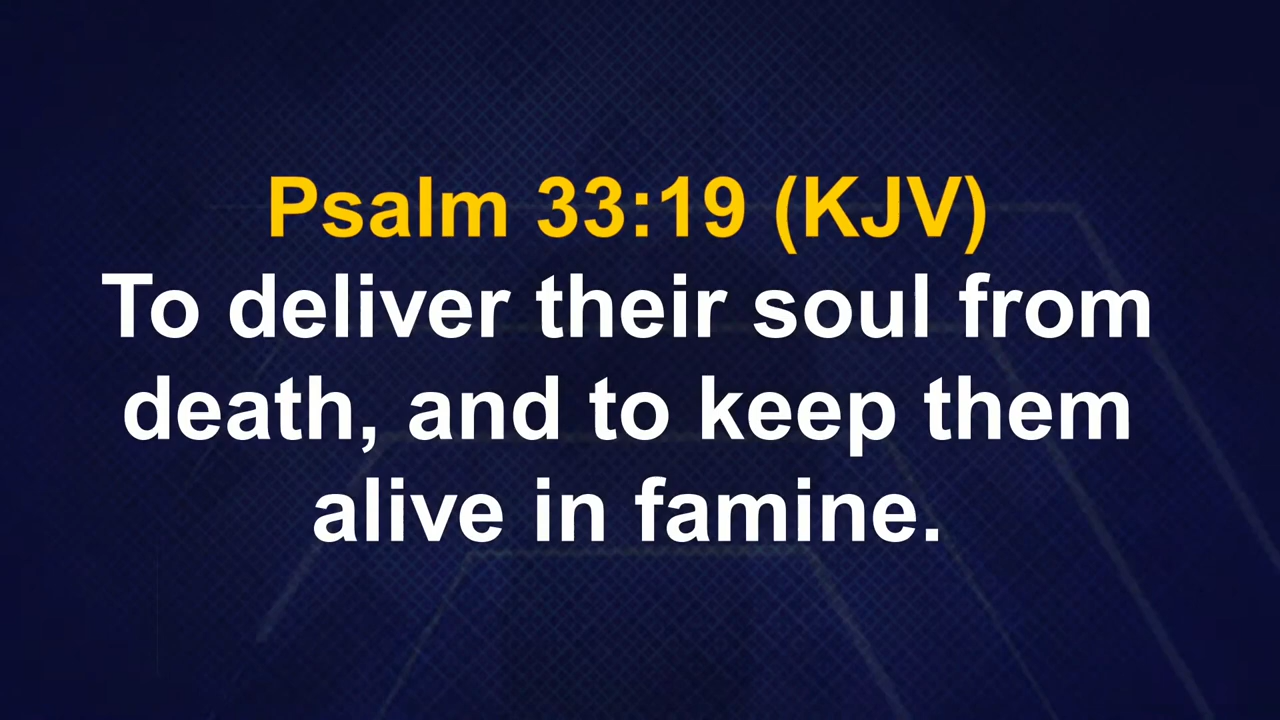 Psalm 33:19 (KJV)
To deliver their soul from
death, and to keep them
alive in famine.